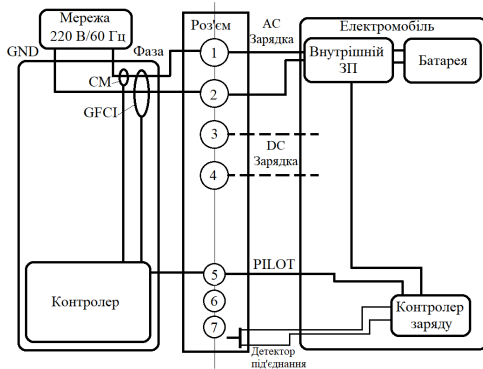 Мережа
220 В/60 Гц
GND
Фаза
СМ
GFCI
Контролер
Роз'єм
1
2
3
4
5
6
7
AC
Зарядка
DC
Зарядка
PILOT
Детектор
під'єднання
Електромобіль
Внутрішній
ЗП
Батарея
Контролер
заряду